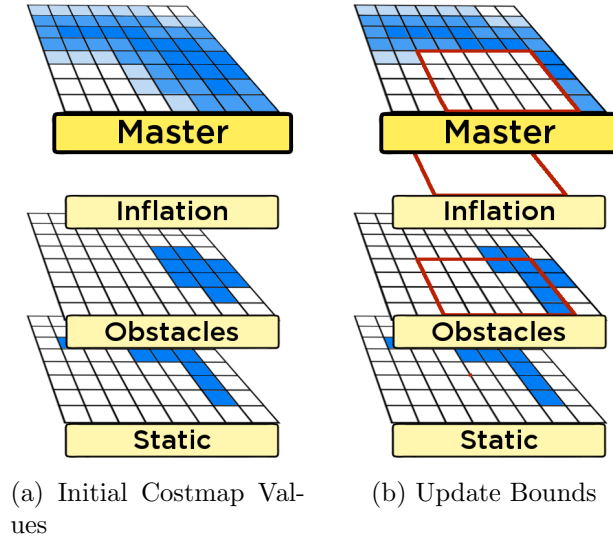 Master
Inflation
Obstacles
Static
(a) Initial Costmap Val-
ues
Master
Inflation
Obstacles
Static
(b) Update Bounds